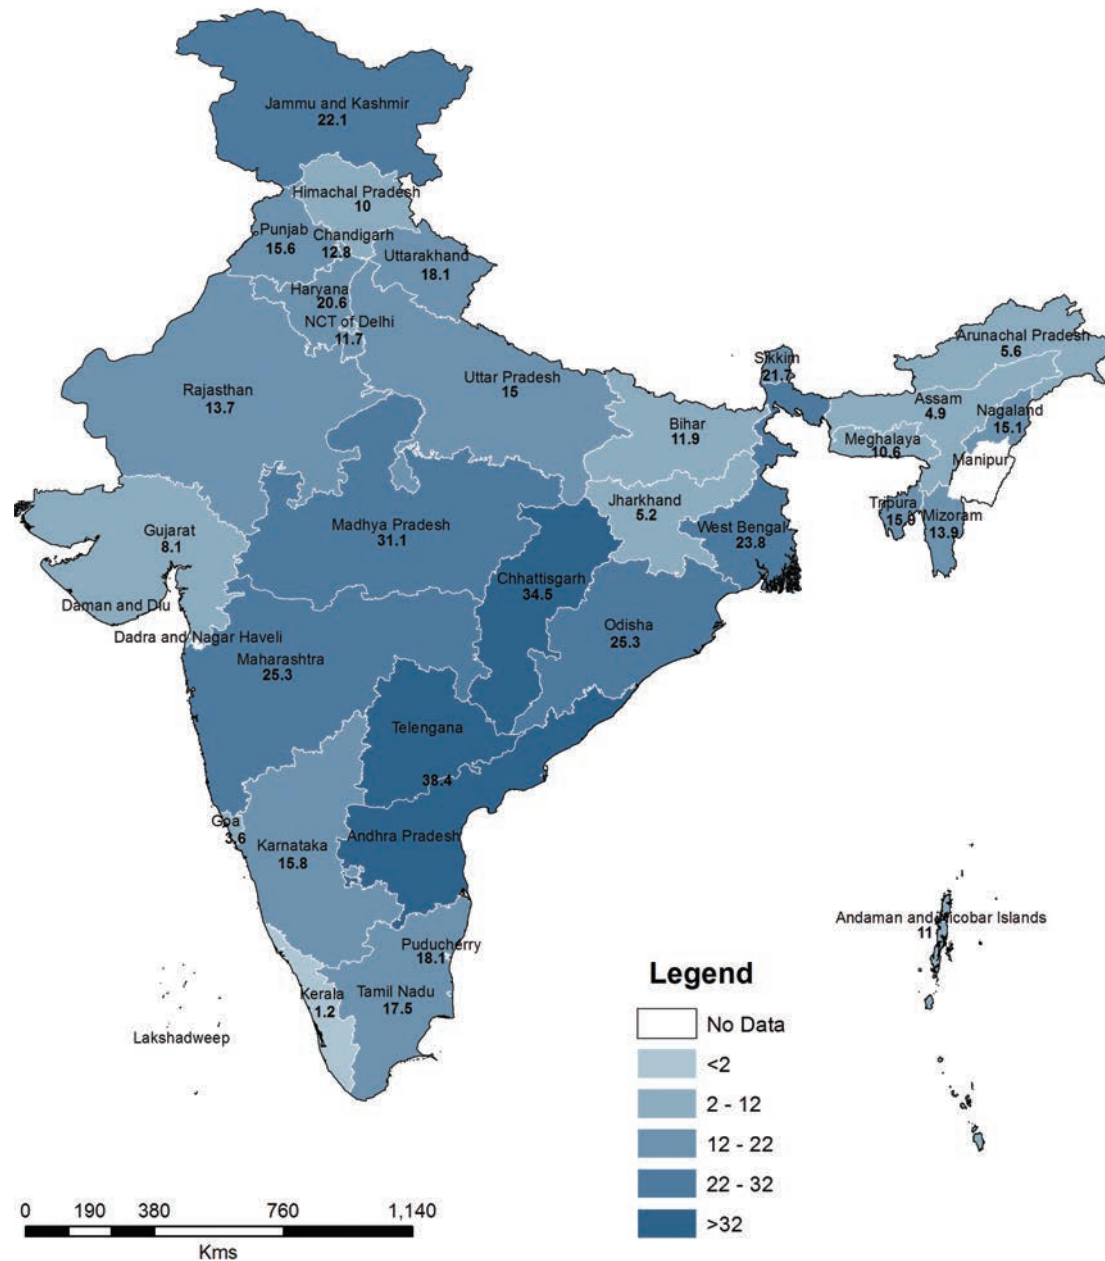 Jammu and Kashmir
22.1
Himachal Pradesh
10
Punjab
15.6
Chandigarh
12.8
Uttarakhand
18.1
Haryana
20.6
NCT of Delhi
11.7
Rajasthan
13.7
Uttar Pradesh
15
Sikkim
21.7
Arunachal Pradesh
5.6
Assam
4.9
Nagaland
15.1
Meghalaya
10.6
Manipur
Bihar
11.9
Jharkhand
5.2
Tripura
15.9
Mizoram
13.9
West Bengal
23.8
Gujarat
8.1
Madhya Pradesh
31.1
Chhattisgarh
34.5
Daman and Diu
Dadra and Nagar Haveli
Odisha
25.3
Maharashtra
25.3
Telengana
38.4
Andhra Pradesh
Goa
3.6
Karnataka
15.8
Andaman and Nicobar Islands
11
Puducherry
18.1
Kerala
1.2
Tamil Nadu
17.5
Lakshadweep
Legend
No Data
<2
2 - 12
12 - 22
22 - 32
>32
0 190 380 760 1,140
Kms